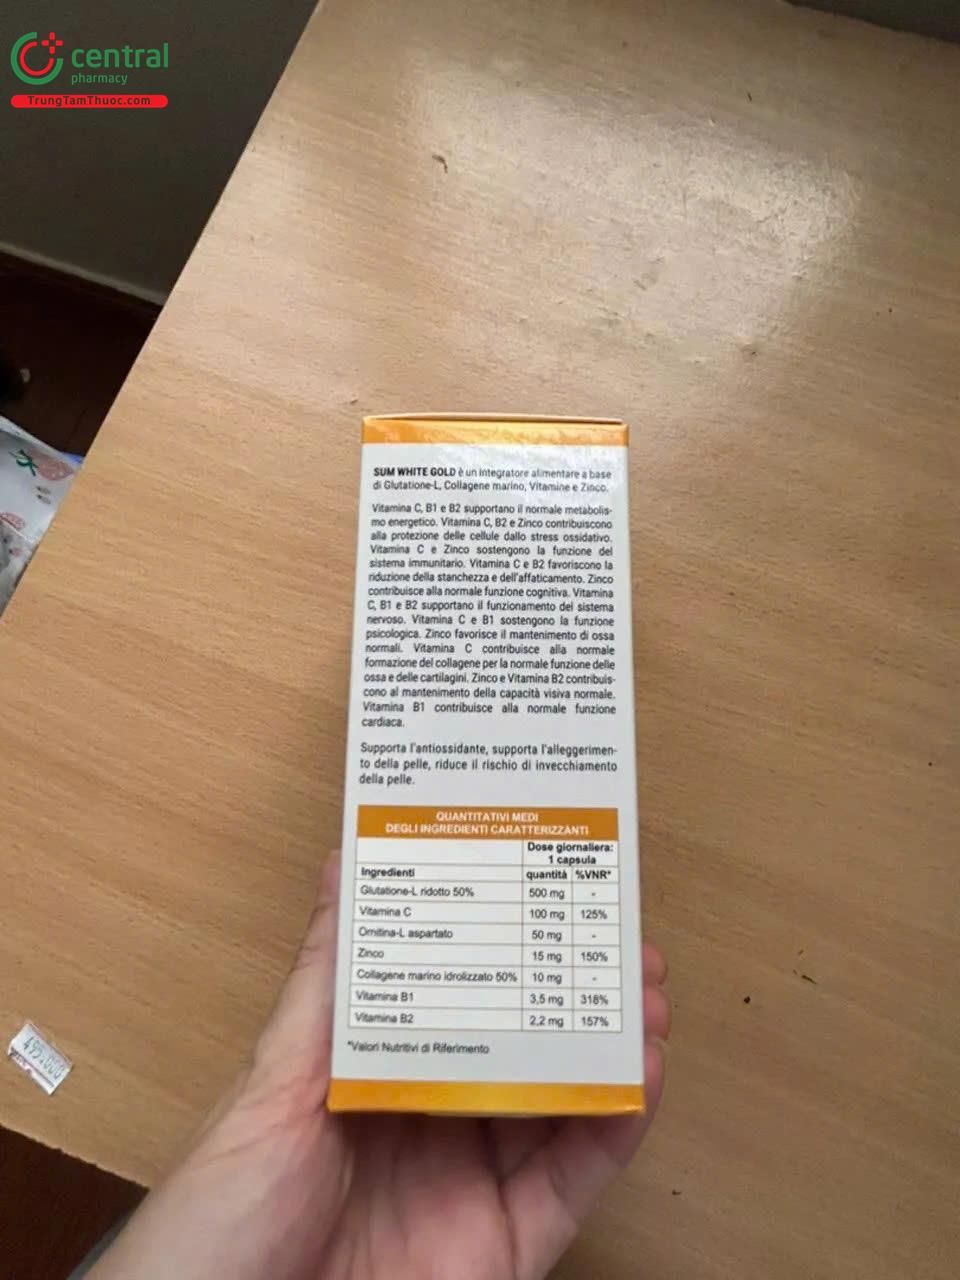 central
pharmacy
TrungTamThuoc.com
SUM WHITE GOLD è un integratore alimentare a base
di Glutatione-L, Collagene marino, Vitamine e Zinco.
Vitamina C, B1 e B2 supportano il normale metabolis-
mo energetico. Vitamina C, B2 e Zinco contribuiscono
alla protezione delle cellule dallo stress ossidativo.
Vitamina C e Zinco sostengono la funzione del
sistema immunitario. Vitamina C e B2 favoriscono la
riduzione della stanchezza e dell'affaticamento. Zinco
contribuisce alla normale funzione cognitiva. Vitamina
C, B1 e B2 supportano il funzionamento del sistema
nervoso. Vitamina C e B1 sostengono la funzione
psicologica. Zinco favorisce il mantenimento di ossa
normali. Vitamina C contribuisce alla normale
formazione del collagene per la normale funzione delle
ossa e delle cartilagini. Zinco e Vitamina B2 contribuis-
cono al mantenimento della capacità visiva normale.
Vitamina B1 contribuisce alla normale funzione
cardiaca.
Supporta l'antiossidante, supporta l'alleggerimen-
to della pelle, riduce il rischio di invecchiamento
della pelle.
QUANTITATIVI MEDI
DEGLI INGREDIENTI CARATTERIZZANTI
Dose giornaliera:
1 capsula
Ingredienti quantità %VNR*
Glutatione-L ridotto 50% 500 mg -
Vitamina C 100 mg 125%
Ornitina-L aspartato 50 mg -
Zinco 15 mg 150%
Collagene marino idrolizzato 50% 10 mg -
Vitamina B1 3,5 mg 318%
Vitamina B2 2,2 mg 157%
*Valori Nutritivi di Riferimento
495.000